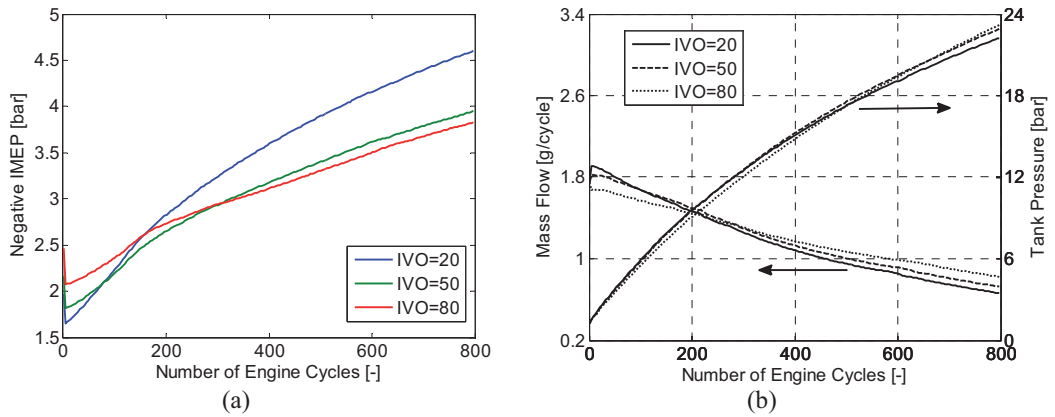 5
4.5
4
3.5
3
2.5
2
1.5
Negative IMEP [bar]
IVO=20
IVO=50
IVO=80
0
200
400
600
800
Number of Engine Cycles [-]
(a)
3.4
2.6
1.8
1
0.2
Mass Flow [g/cycle]
IVO=20
IVO=50
IVO=80
24
18
12
6
0
Tank Pressure [bar]
0
200
400
600
800
Number of Engine Cycles [-]
(b)